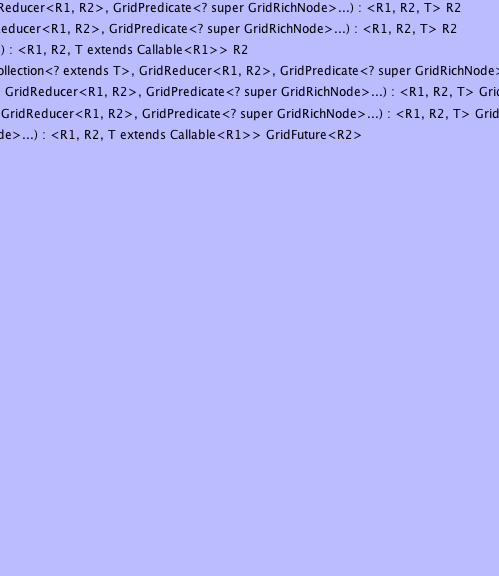 Reducer<R1, R2>, GridPredicate<? super GridRichNode>...) : <R1, R2, T> R2
educer<R1, R2>, GridPredicate<? super GridRichNode>...) : <R1, R2, T> R2
) : <R1, R2, T extends Callable<R1>> R2
ollection<? extends T>, GridReducer<R1, R2>, GridPredicate<? super GridRichNode>
GridReducer<R1, R2>, GridPredicate<? super GridRichNode>...) : <R1, R2, T> Grid
GridReducer<R1, R2>, GridPredicate<? super GridRichNode>...) : <R1, R2, T> Grid
de>...) : <R1, R2, T extends Callable<R1>> GridFuture<R2>